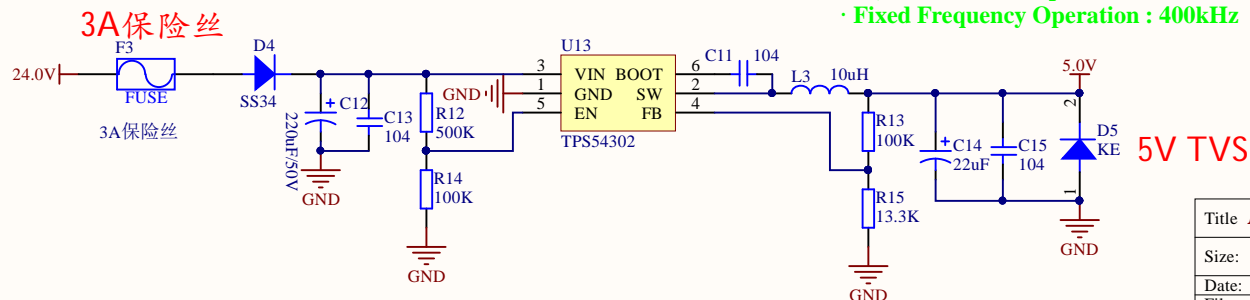 · Fixed Frequency Operation : 400kHz
3A保险丝
F3
24.0V
FUSE
3A保险丝
D4
SS34
220uF/50V
C12
C13
104
GND
R12
500K
R14
100K
GND
GND
U13
3 VIN BOOT 6
1 GND SW 2
5 EN FB 4
TPS54302
C11 104
L3 10uH
R13
100K
R15
13.3K
GND
C14
22uF
C15
104
5.0V
2
D5
KE
1
GND
5V TVS
Title
Size:
Date: